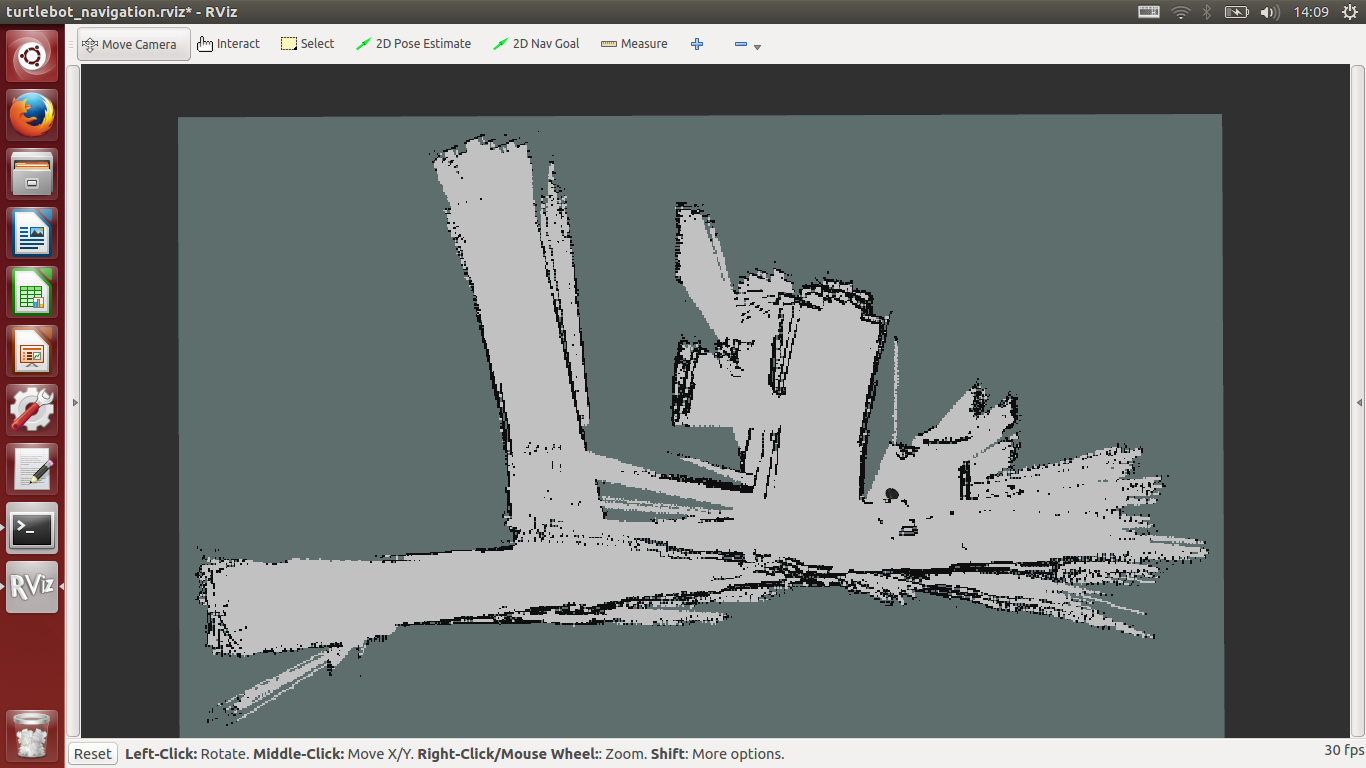 turtlebot_navigation.rviz* - RViz
14:09
Move Camera
Interact
Select
2D Pose Estimate
2D Nav Goal
Measure
>_
RViz
Reset
Left-Click: Rotate. Middle-Click: Move X/Y. Right-Click/Mouse Wheel:: Zoom. Shift: More options.
30 fps